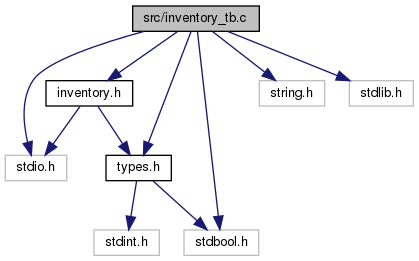 src/inventory_tb.c
inventory.h
string.h
stdlib.h
stdio.h
types.h
stdint.h
stdbool.h